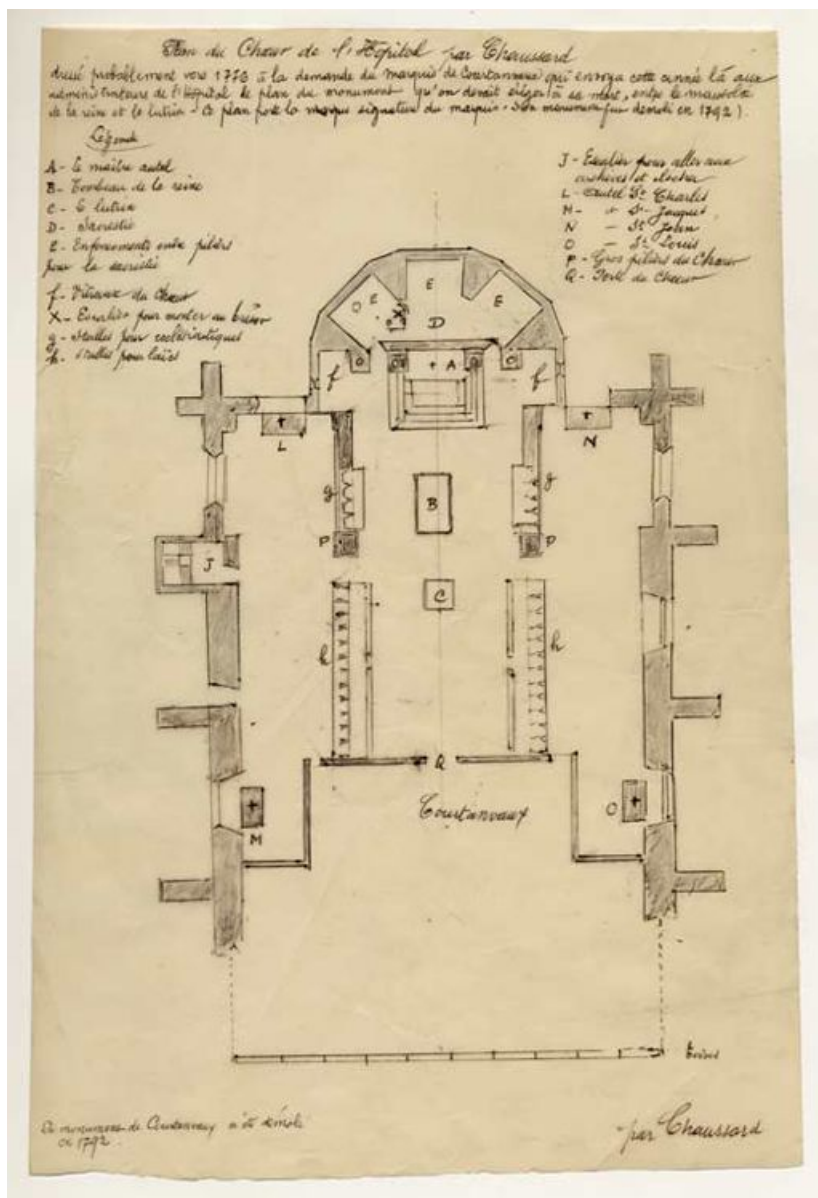 Plan du Chœur de l'Hôpital par Chaussard
dressé probablement vers 1776 à la demande du marquis de Courtanvaux qui envoya cette année là aux
administrateurs de l'Hôpital le plan du monument qu'on devait ériger à sa mort, entre le mausolée
de la reine et le lutrin - Ce plan porte la marque signature du marquis - Son monument fut démoli en 1792).
Légende
A - Le maître autel
B - Tombeau de la reine
C - Le lutrin
D - Sacristie
E - Enfoncements entre piliers
pour la sacristie
f - Vitraux du chœur
X - Escalier pour monter au trésor
g - Stalles pour ecclésiastiques
h - Stalles pour laïcs
J - Escalier pour aller aux
archives et clocher
L - Autel St Charles
M - " St Jacques
N - St Jean
O - St Louis
P - Gros piliers du Chœur
Q - Porte du Chœur
E
E
E
X
D
f
A
f
L
N
g
B
g
P
P
J
C
h
h
Q
Courtanvaux
M
O
toises
Le monument de Courtanvaux a été démoli
en 1792.
par Chaussard